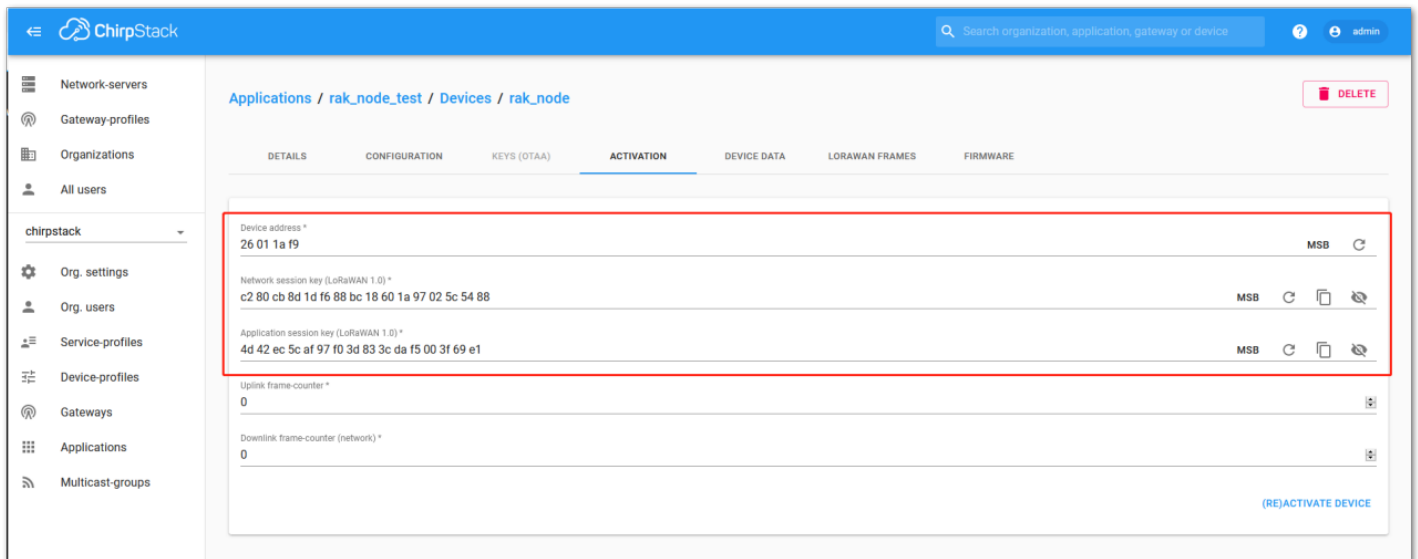 ChirpStack
Search organization, application, gateway or device
?
admin
Network-servers
Gateway-profiles
Organizations
All users
chirpstack
Org. settings
Org. users
Service-profiles
Device-profiles
Gateways
Applications
Multicast-groups
Applications / rak_node_test / Devices / rak_node
DELETE
DETAILS CONFIGURATION KEYS (OTAA) ACTIVATION DEVICE DATA LORAWAN FRAMES FIRMWARE
Device address *
26 01 1a f9 MSB
Network session key (LoRaWAN 1.0) *
c2 80 cb 8d 1d f6 88 bc 18 60 1a 97 02 5c 54 88 MSB
Application session key (LoRaWAN 1.0) *
4d 42 ec 5c af 97 f0 3d 83 3c da f5 00 3f 69 e1 MSB
Uplink frame-counter *
0
Downlink frame-counter (network) *
0
(RE)ACTIVATE DEVICE